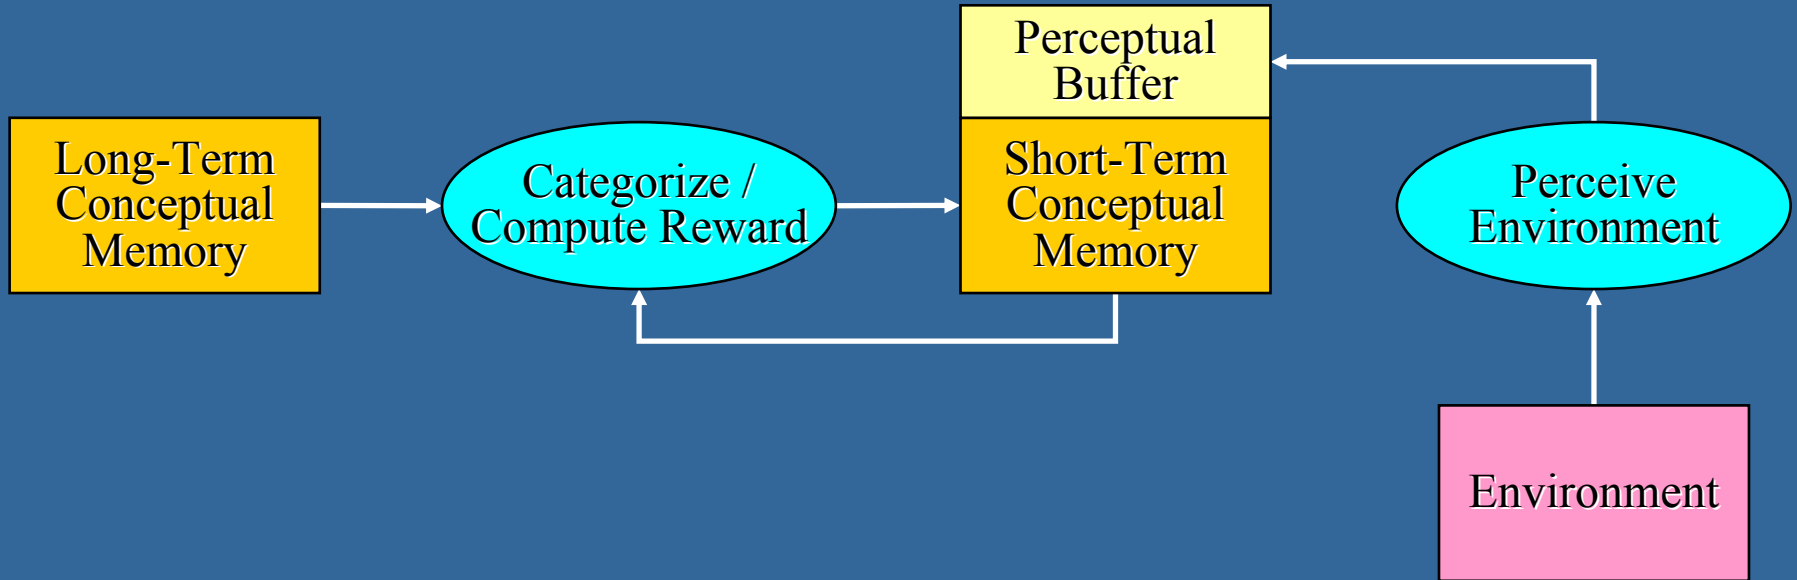 Perceptual
Buffer
Long-Term
Conceptual
Memory
Categorize /
Compute Reward
Short-Term
Conceptual
Memory
Perceive
Environment
Environment